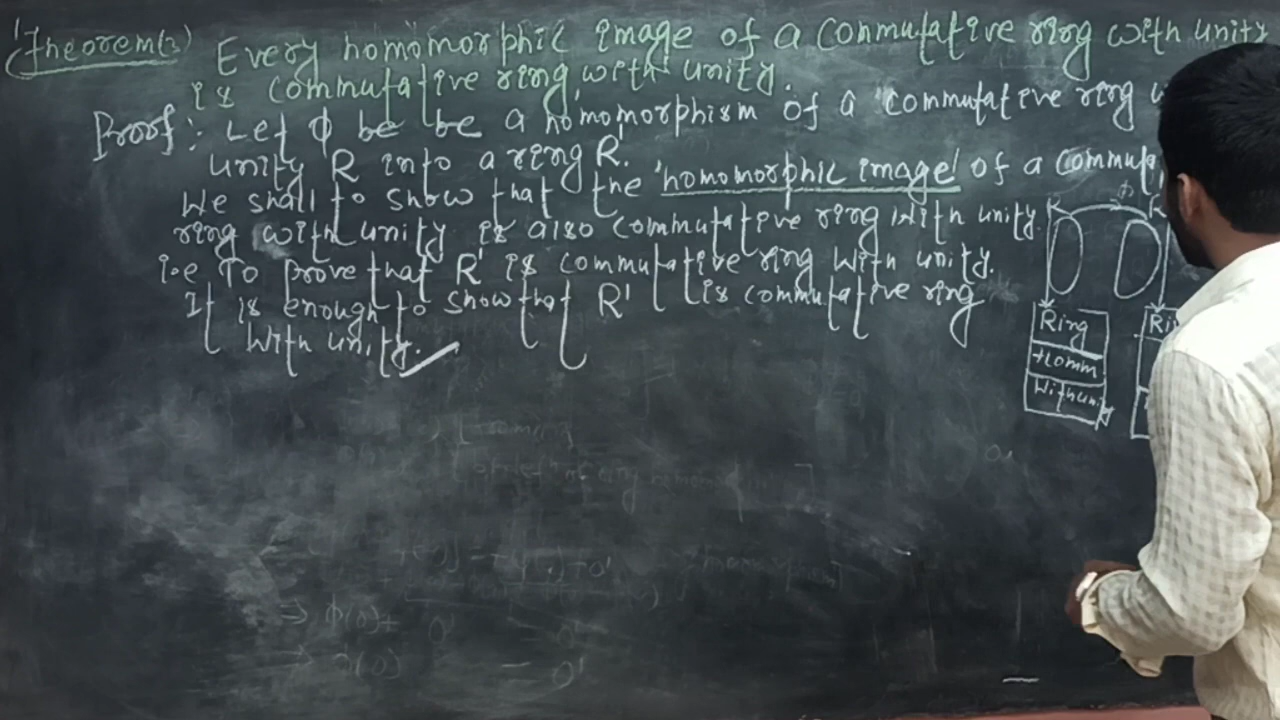 Theorem(3) Every homomorphic image of a commutative ring with unity
is commutative ring with unity.
Proof:- Let ϕ be be a homomorphism of a commutative ring
unity R into a ring R'.
We shall to show that the 'homomorphic image' of a
ring with unity is also commutative ring with unity.
i.e To prove that R' is commutative ring with unity.
It is enough to show that R' is commutative ring
with unity.
ϕ
R
Ring
+comm